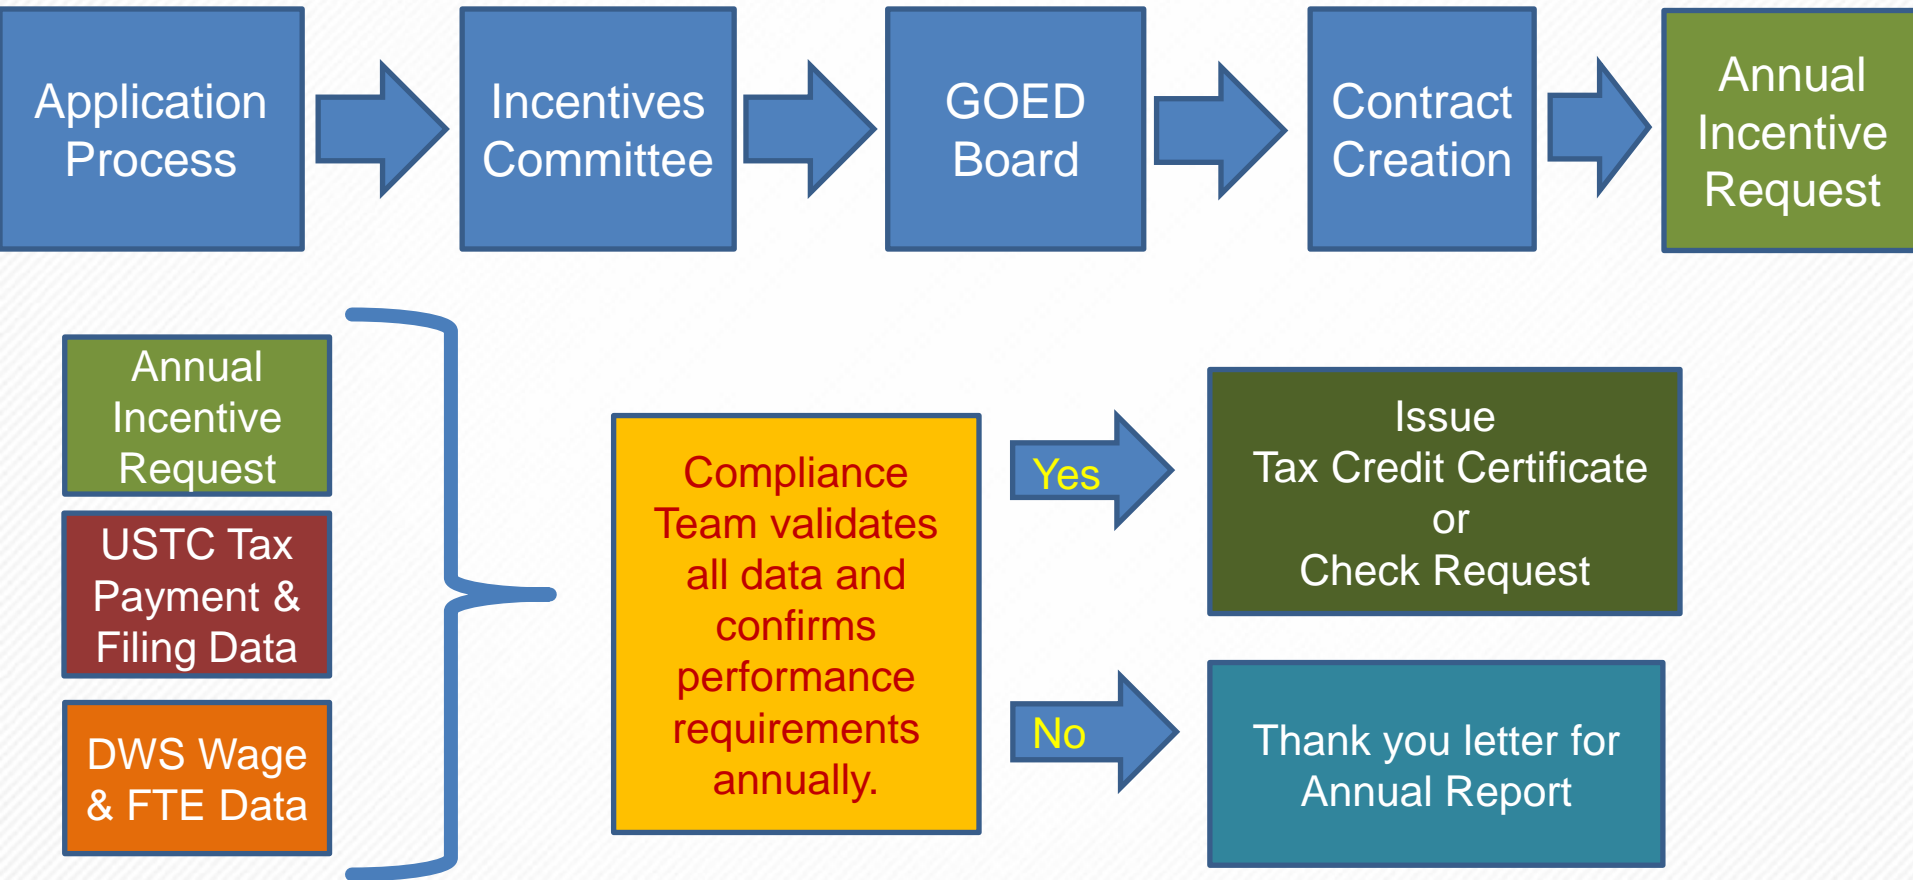 Application
Process
Incentives
Committee
GOED
Board
Contract
Creation
Annual
Incentive
Request
Annual
Incentive
Request
USTC Tax
Payment &
Filing Data
DWS Wage
& FTE Data
Compliance
Team validates
all data and
confirms
performance
requirements
annually.
Yes
Issue
Tax Credit Certificate
or
Check Request
No
Thank you letter for
Annual Report